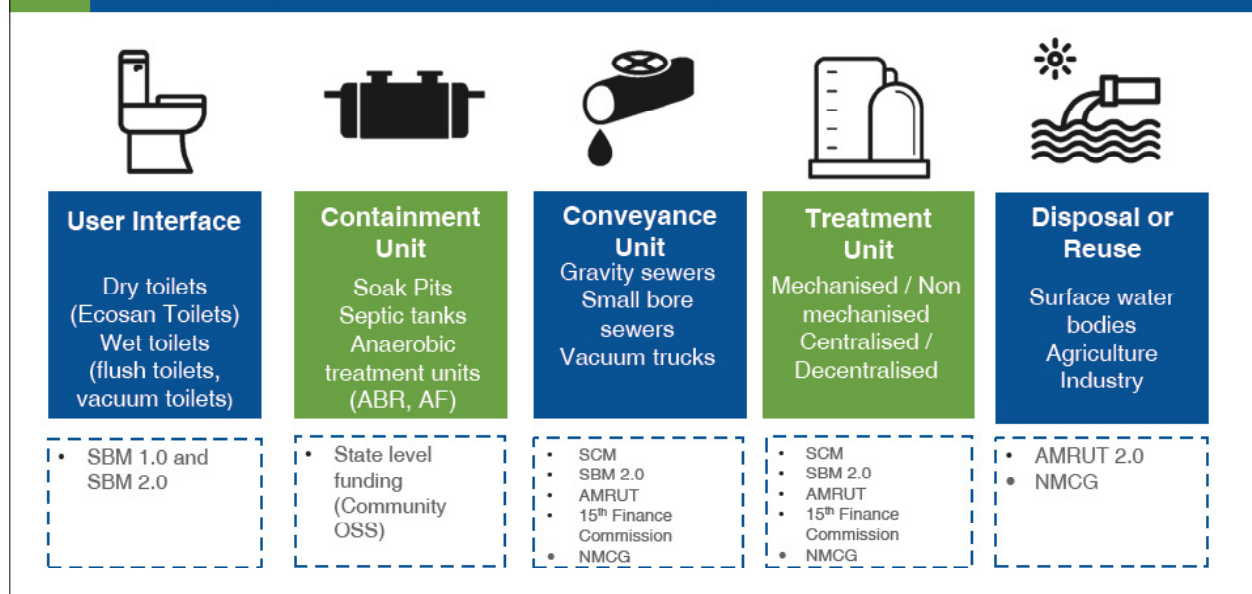 User Interface
Dry toilets
(Ecosan Toilets)
Wet toilets
(flush toilets,
vacuum toilets)
Containment
Unit
Soak Pits
Septic tanks
Anaerobic
treatment units
(ABR, AF)
Conveyance
Unit
Gravity sewers
Small bore
sewers
Vacuum trucks
Treatment
Unit
Mechanised / Non
mechanised
Centralised /
Decentralised
Disposal or
Reuse
Surface water
bodies
Agriculture
Industry
• SBM 1.0 and
SBM 2.0
• State level
funding
(Community
OSS)
• SCM
• SBM 2.0
• AMRUT
• 15th Finance
Commission
• NMCG
• SCM
• SBM 2.0
• AMRUT
• 15th Finance
Commission
• NMCG
• AMRUT 2.0
• NMCG